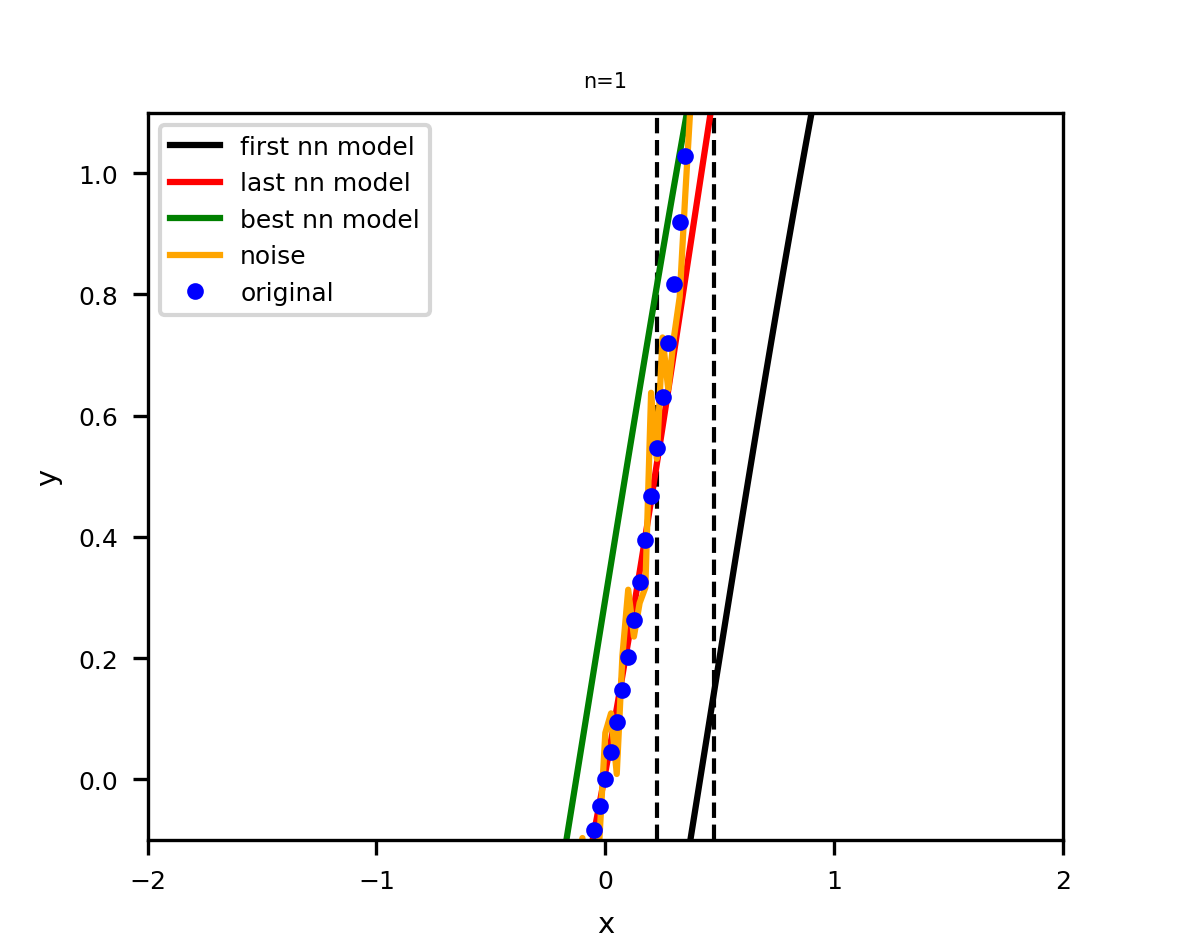 n=1
first nn model
last nn model
best nn model
noise
original
1.0
0.8
0.6
0.4
0.2
0.0
y
−2
−1
0
1
2
x